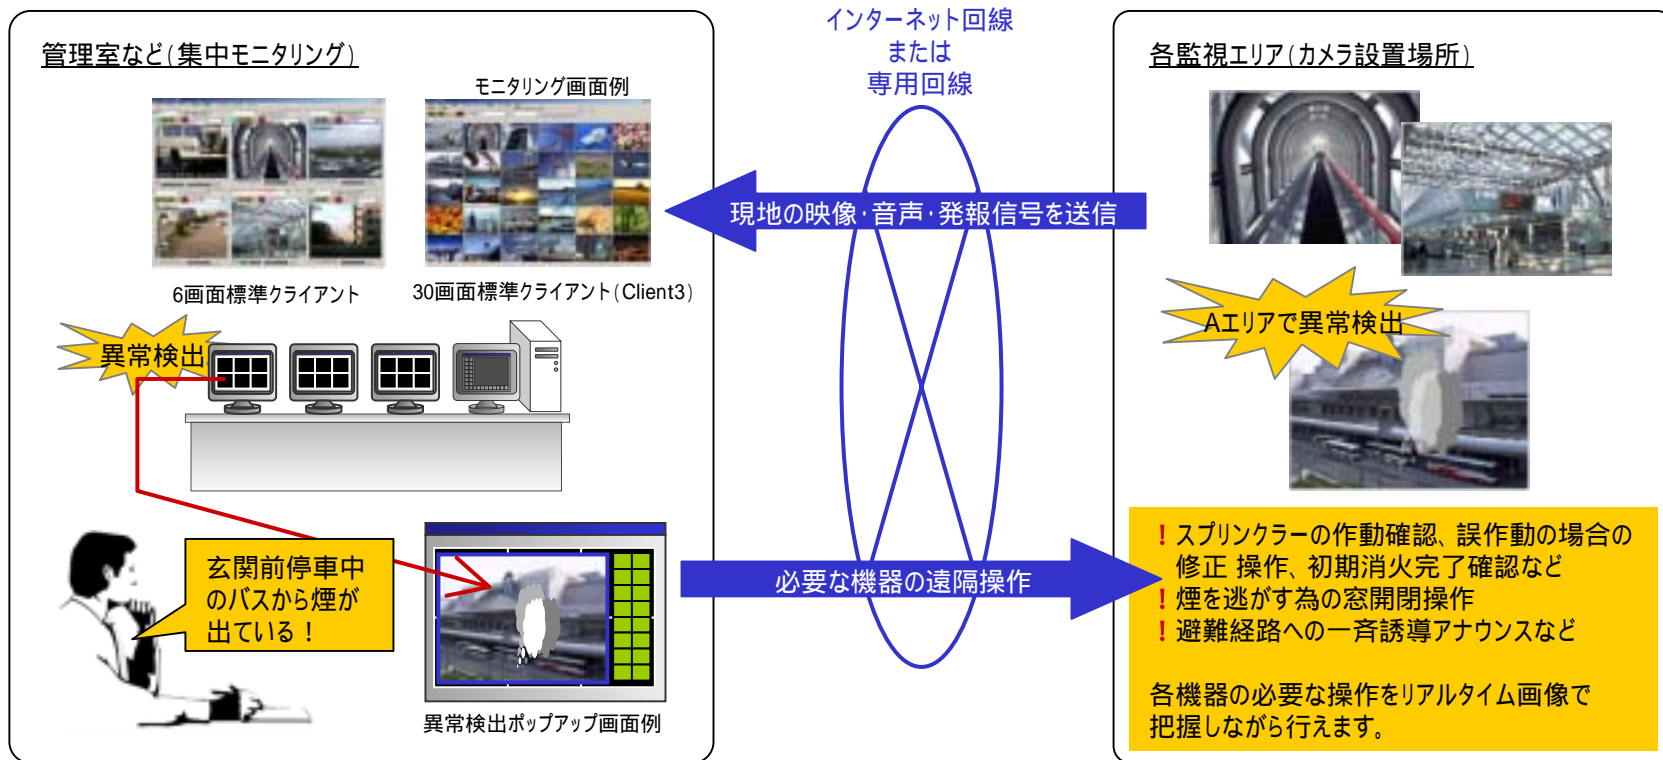 管理室など(集中モニタリング)
モニタリング画面例
6画面標準クライアント
30画面標準クライアント(Client3)
異常検出
玄関前停車中
のバスから煙が
出ている!
異常検出ポップアップ画面例
インターネット回線
または
専用回線
現地の映像・音声・発報信号を送信
必要な機器の遠隔操作
各監視エリア(カメラ設置場所)
Aエリアで異常検出
!スプリンクラーの作動確認、誤作動の場合の
修正 操作、初期消火完了確認など
!煙を逃がす為の窓開閉操作
!避難経路への一斉誘導アナウンスなど
各機器の必要な操作をリアルタイム画像で
把握しながら行えます。